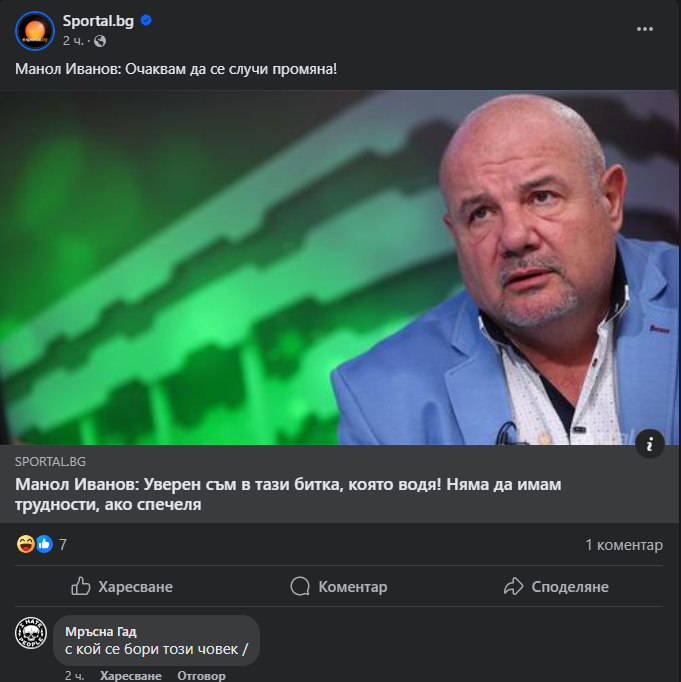 Sportal.bg
2 ч. ·
Манол Иванов: Очаквам да се случи промяна!
SPORTAL.BG
Манол Иванов: Уверен съм в тази битка, която водя! Няма да имам
трудности, ако спечеля
7
1 коментар
Харесване
Коментар
Споделяне
I HATE
PEOPLE
Мръсна Гад
с кой се бори този човек /
2 ч. Харесване Отговор